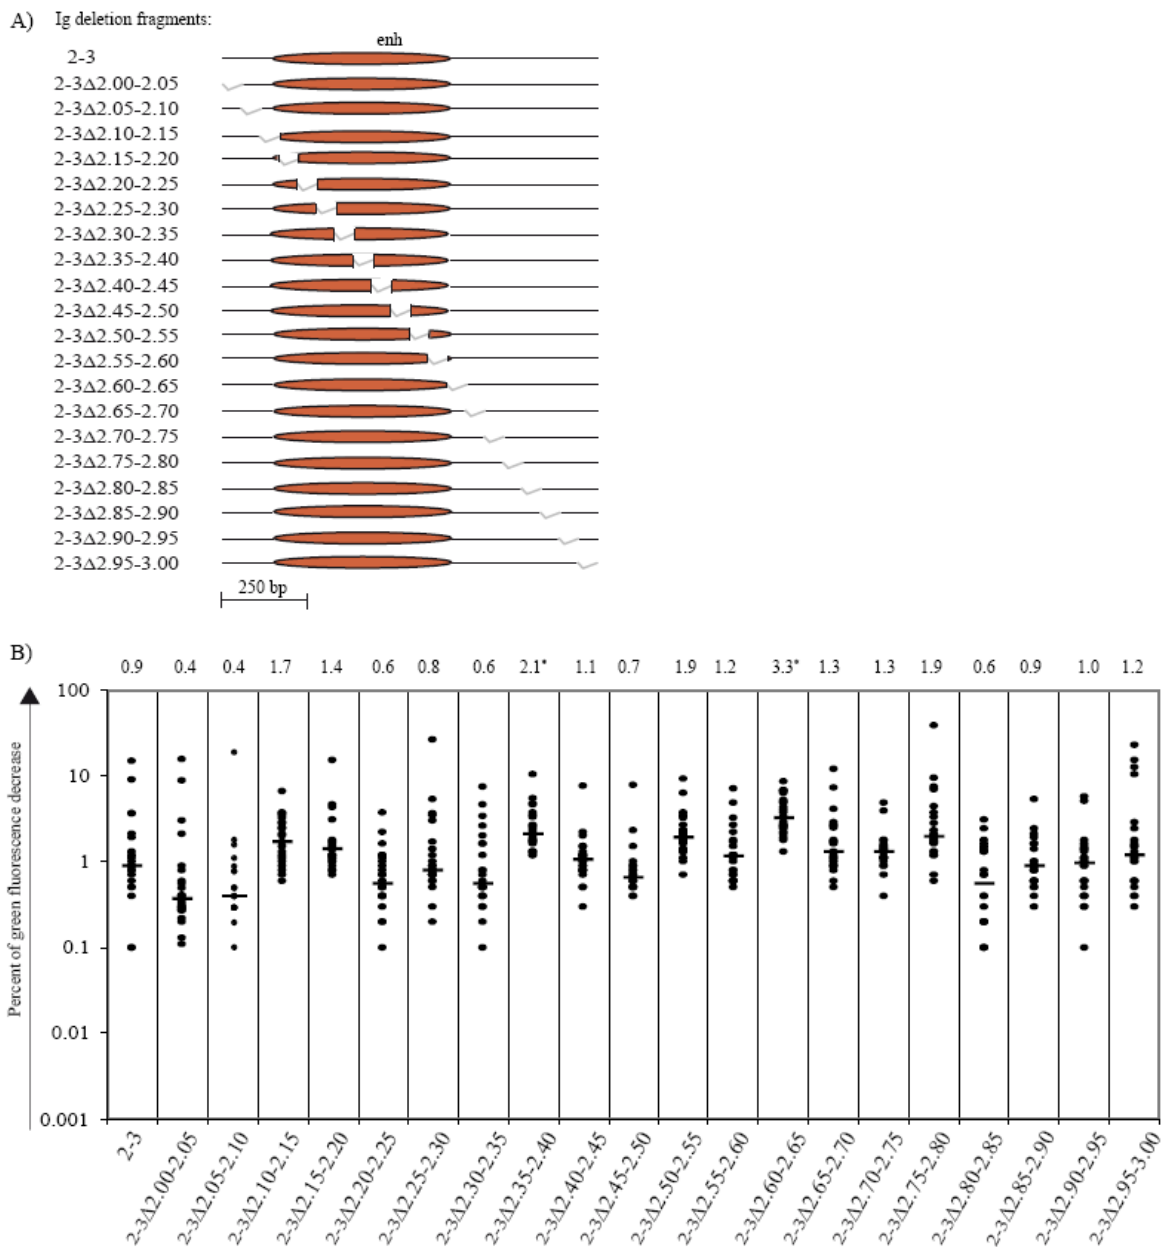 A) Ig deletion fragments:
enh
2-3
2-3Δ2.00-2.05
2-3Δ2.05-2.10
2-3Δ2.10-2.15
2-3Δ2.15-2.20
2-3Δ2.20-2.25
2-3Δ2.25-2.30
2-3Δ2.30-2.35
2-3Δ2.35-2.40
2-3Δ2.40-2.45
2-3Δ2.45-2.50
2-3Δ2.50-2.55
2-3Δ2.55-2.60
2-3Δ2.60-2.65
2-3Δ2.65-2.70
2-3Δ2.70-2.75
2-3Δ2.75-2.80
2-3Δ2.80-2.85
2-3Δ2.85-2.90
2-3Δ2.90-2.95
2-3Δ2.95-3.00
250 bp
B)
0.9 0.4 0.4 1.7 1.4 0.6 0.8 0.6 2.1* 1.1 0.7 1.9 1.2 3.3* 1.3 1.3 1.9 0.6 0.9 1.0 1.2
Percent of green fluorescence decrease
100
10
1
0.1
0.01
0.001
2-3
2-3Δ2.00-2.05
2-3Δ2.05-2.10
2-3Δ2.10-2.15
2-3Δ2.15-2.20
2-3Δ2.20-2.25
2-3Δ2.25-2.30
2-3Δ2.30-2.35
2-3Δ2.35-2.40
2-3Δ2.40-2.45
2-3Δ2.45-2.50
2-3Δ2.50-2.55
2-3Δ2.55-2.60
2-3Δ2.60-2.65
2-3Δ2.65-2.70
2-3Δ2.70-2.75
2-3Δ2.75-2.80
2-3Δ2.80-2.85
2-3Δ2.85-2.90
2-3Δ2.90-2.95
2-3Δ2.95-3.00